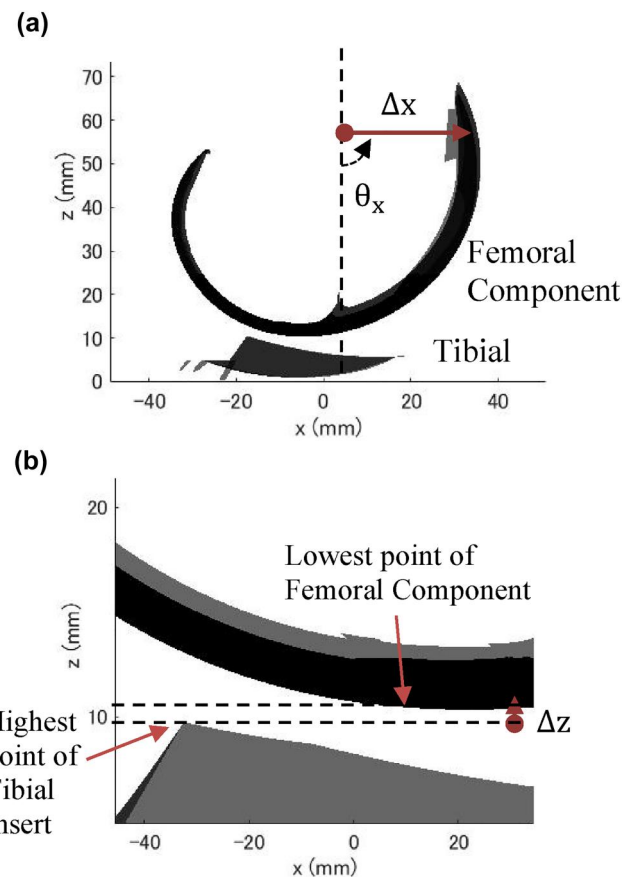 (a)
70
60
50
40
30
20
10
0
z (mm)
Δx
θx
Femoral
Component
Tibial
−40
−20
0
20
40
x (mm)
(b)
20
10
z (mm)
Lowest point of
Femoral Component
Δz
Highest
point of
Tibial
nsert
−40
−20
0
20
x (mm)